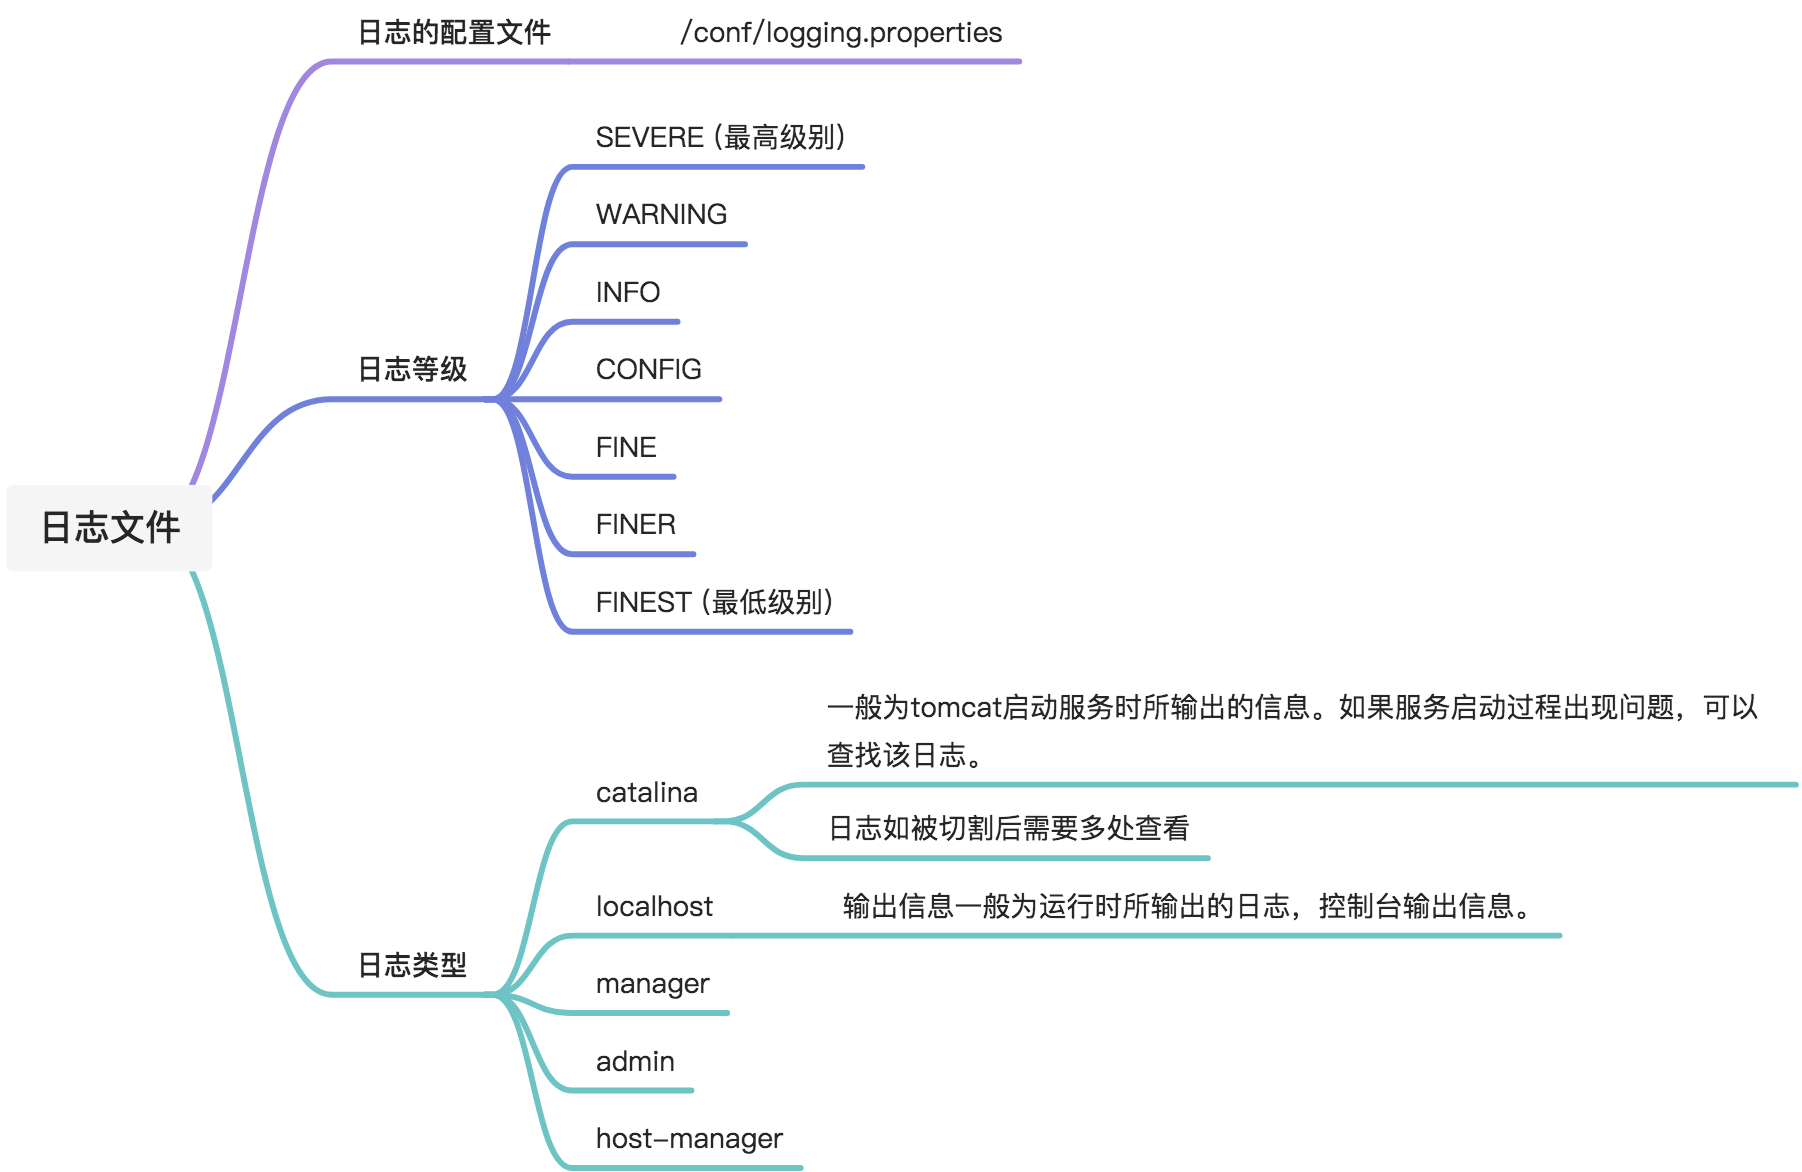 日志的配置文件
/conf/logging.properties
SEVERE (最高级别)
WARNING
INFO
日志等级
CONFIG
FINE
日志文件
FINER
FINEST (最低级别)
一般为tomcat启动服务时所输出的信息。如果服务启动过程出现问题，可以
查找该日志。
catalina
日志如被切割后需要多处查看
localhost
输出信息一般为运行时所输出的日志，控制台输出信息。
日志类型
manager
admin
host-manager